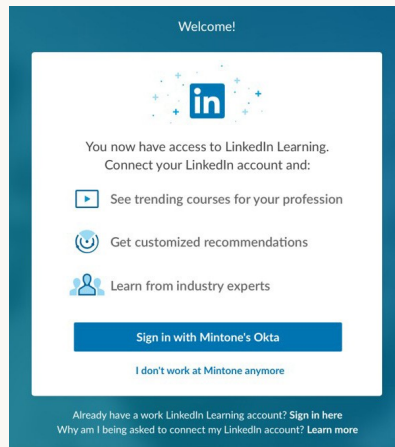 Welcome!
in
You now have access to LinkedIn Learning.
Connect your LinkedIn account and:
See trending courses for your profession
Get customized recommendations
Learn from industry experts
Sign in with Mintone's Okta
I don't work at Mintone anymore
Already have a work LinkedIn Learning account? Sign in here
Why am I being asked to connect my LinkedIn account? Learn more